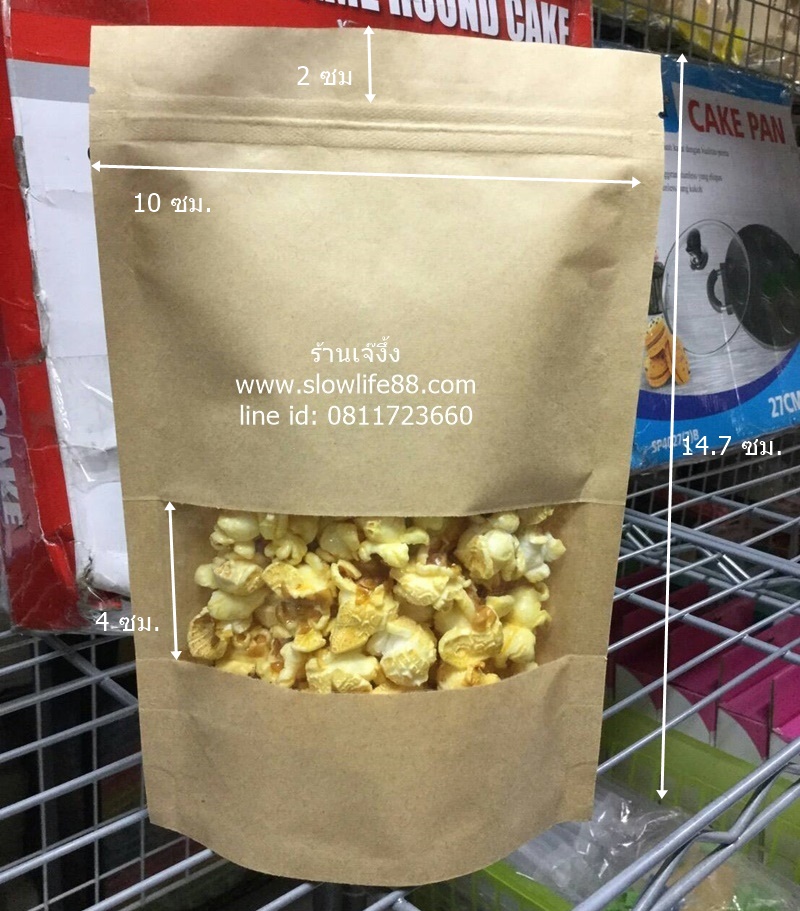 ROUND CAKE
2 ซม
CAKE PAN
10 ซม.
ร้านเจ๊งึ้ง
www.slowlife88.com
line id: 0811723660
27CM
14.7 ซม.
4 ซม.
CAKE